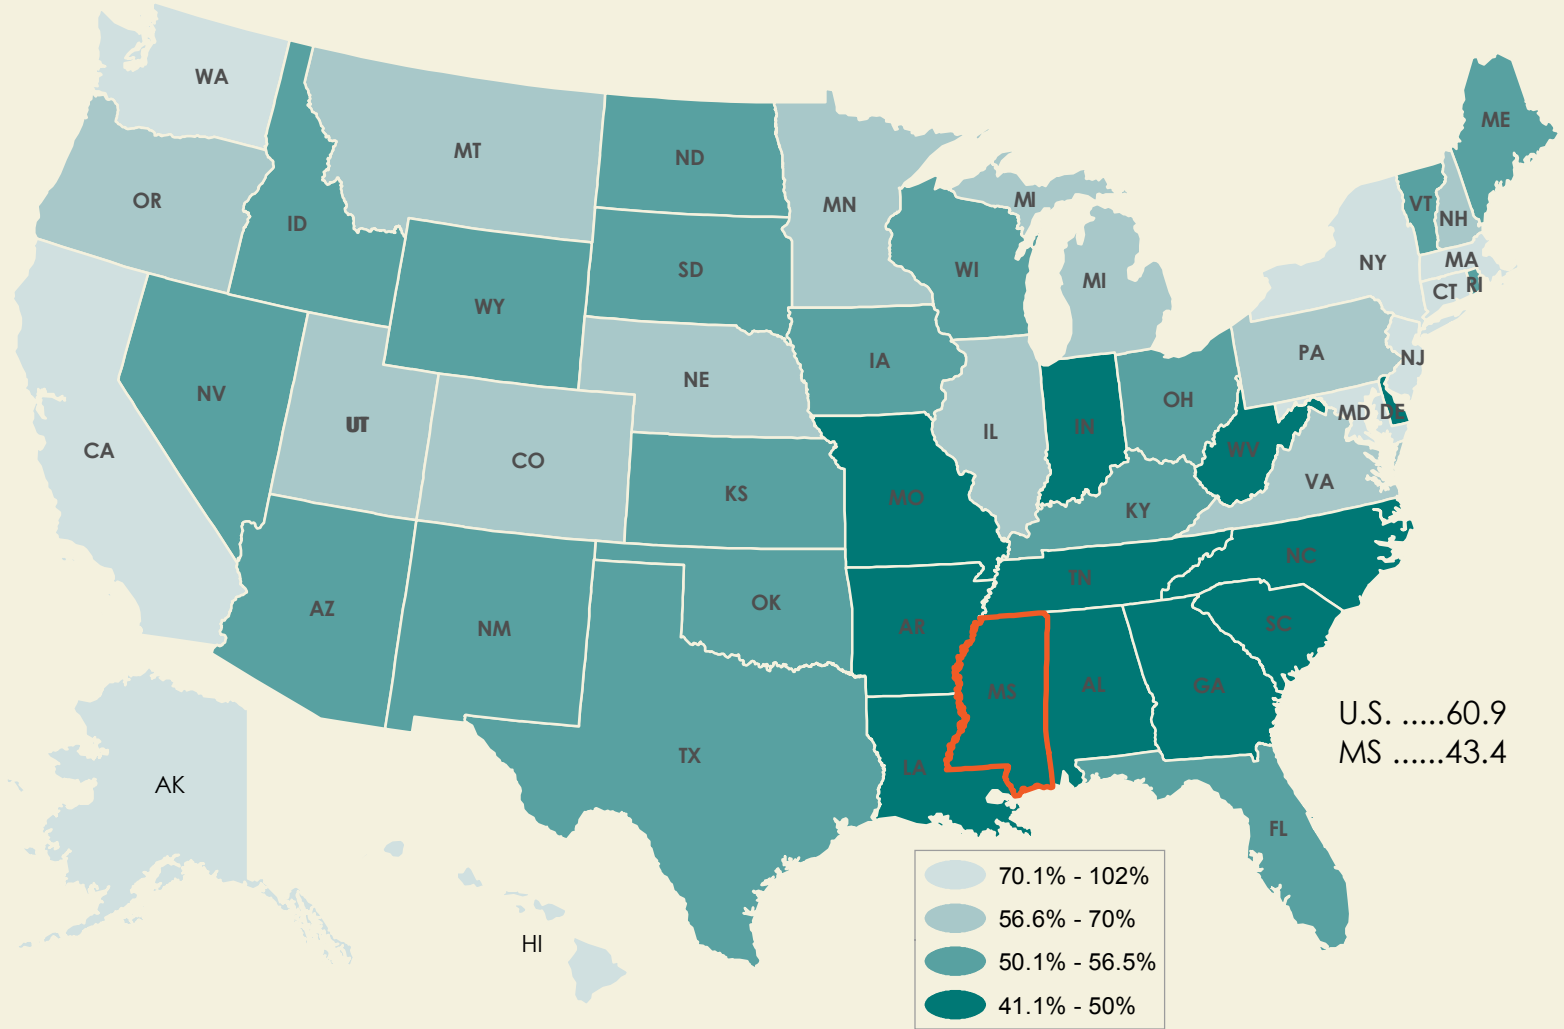 WA
MT
ND
ME
OR
ID
MN
MI
VT
NH
SD
WI
NY
MA
WY
MI
CT
RI
IA
PA
NJ
NV
NE
OH
MD
DE
UT
CO
IL
IN
WV
CA
VA
KS
MO
KY
NC
TN
AZ
NM
OK
AR
SC
MS
AL
GA
U.S. .....60.9
MS ......43.4
TX
LA
AK
FL
HI
70.1% - 102%
56.6% - 70%
50.1% - 56.5%
41.1% - 50%